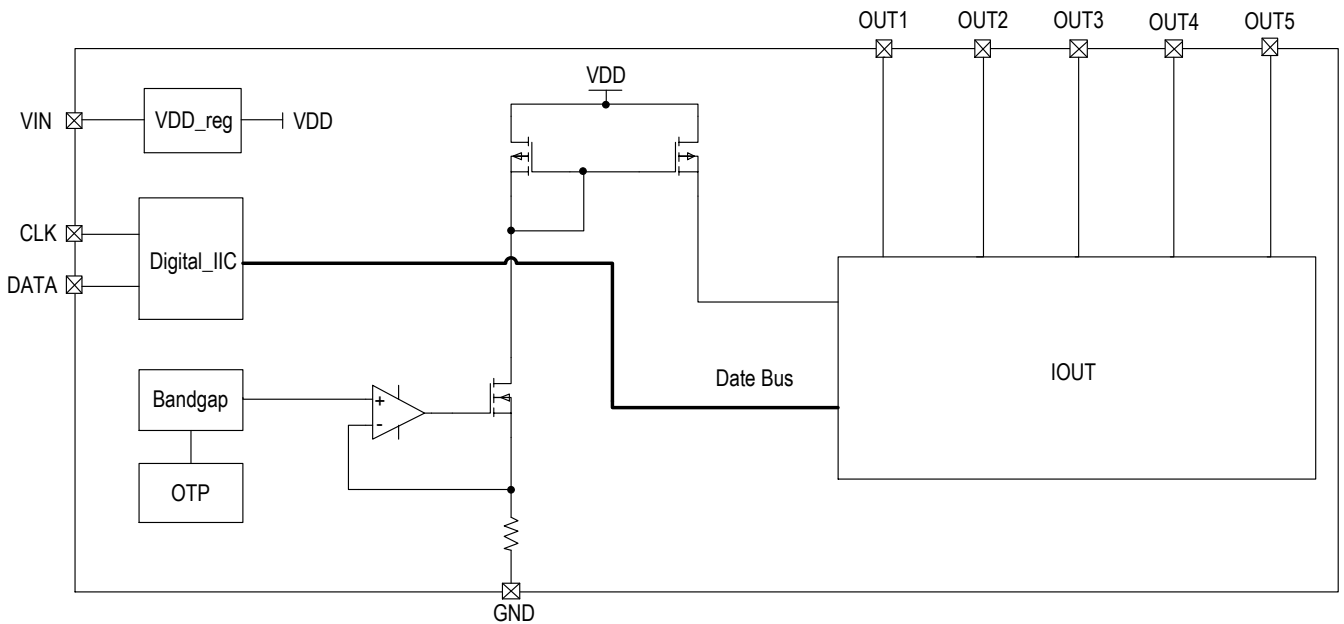 OUT1 OUT2 OUT3 OUT4 OUT5
VDD
VIN
VDD_reg
VDD
CLK
Digital_IIC
DATA
Date Bus
IOUT
Bandgap
+
-
OTP
GND